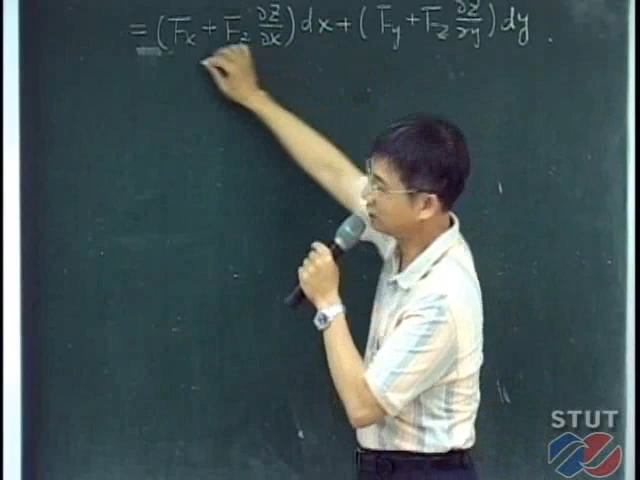 = (Fx + Fz ∂z/∂x) dx + (Fy + Fz ∂z/∂y) dy .
STUT